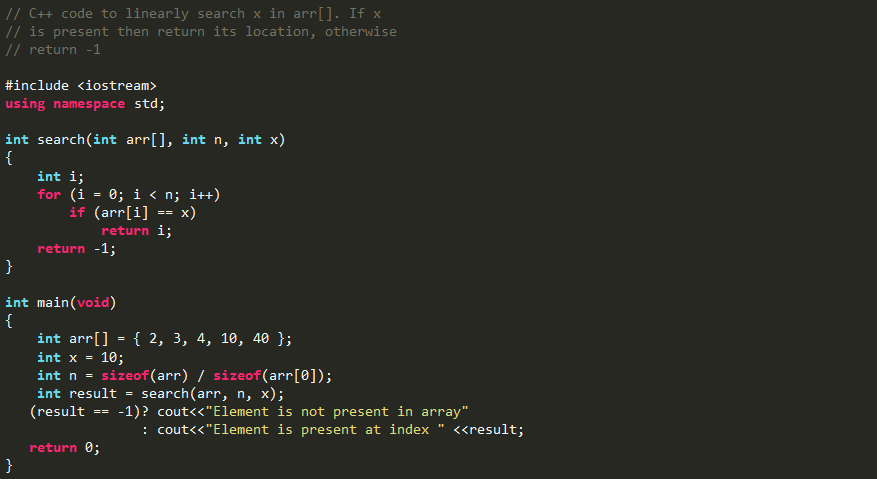 // C++ code to linearly search x in arr[]. If x
// is present then return its location, otherwise
// return -1
#include <iostream>
using namespace std;
int search(int arr[], int n, int x)
{
int i;
for (i = 0; i < n; i++)
if (arr[i] == x)
return i;
return -1;
}
int main(void)
{
int arr[] = { 2, 3, 4, 10, 40 };
int x = 10;
int n = sizeof(arr) / sizeof(arr[0]);
int result = search(arr, n, x);
(result == -1)? cout<<"Element is not present in array"
: cout<<"Element is present at index " <<result;
return 0;
}